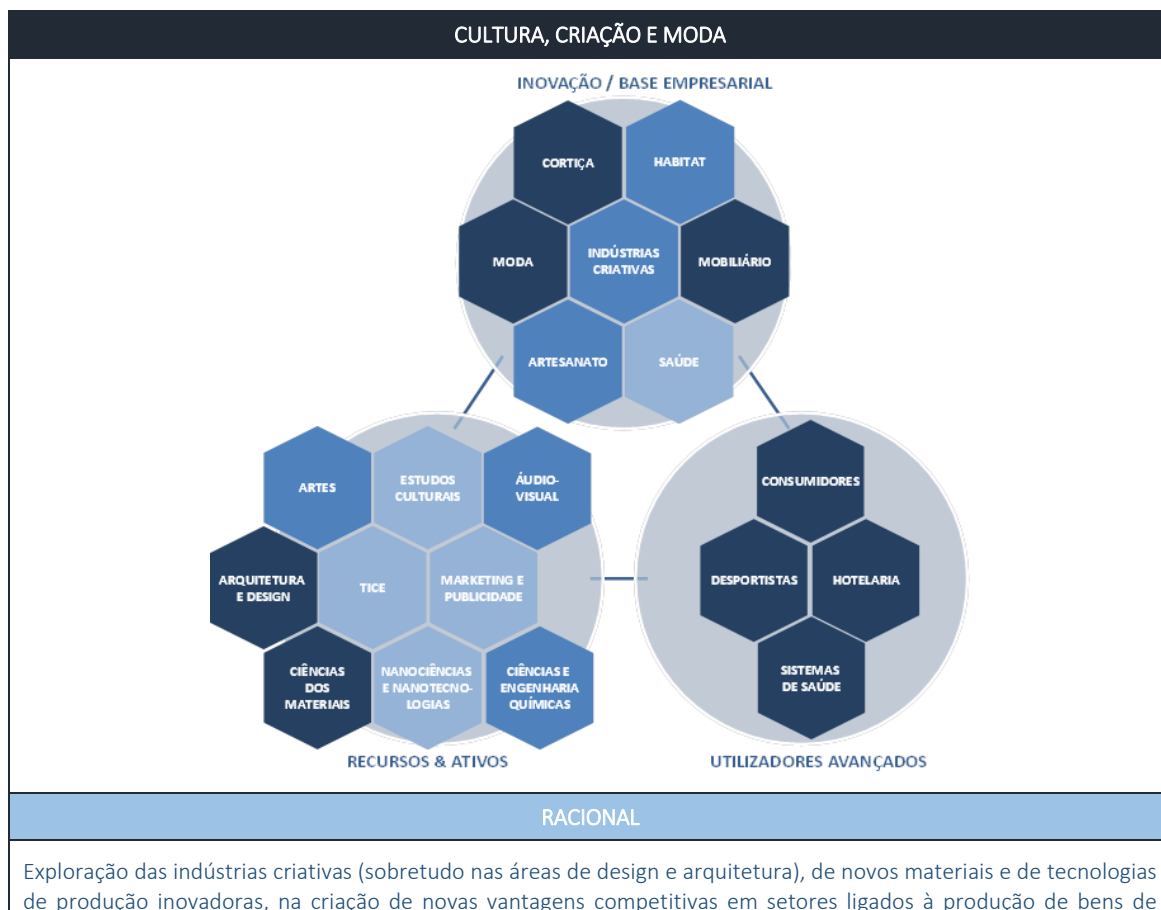 CULTURA, CRIAÇÃO E MODA
INOVAÇÃO / BASE EMPRESARIAL
CORTIÇA
HABITAT
MODA
INDÚSTRIAS
CRIATIVAS
MOBILIÁRIO
ARTESANATO
SAÚDE
ARTES
ESTUDOS
CULTURAIS
ÁUDIO-
VISUAL
ARQUITETURA
E DESIGN
TICE
MARKETING E
PUBLICIDADE
CIÊNCIAS
DOS
MATERIAIS
NANOCIÊNCIAS
E NANOTECNO-
LOGIAS
CIÊNCIAS E
ENGENHARIA
QUÍMICAS
RECURSOS & ATIVOS
CONSUMIDORES
DESPORTISTAS
HOTELARIA
SISTEMAS
DE SAÚDE
UTILIZADORES AVANÇADOS
RACIONAL
Exploração das indústrias criativas (sobretudo nas áreas de design e arquitetura), de novos materiais e de tecnologias
de produção inovadoras, na criação de novas vantagens competitivas em setores ligados à produção de bens de